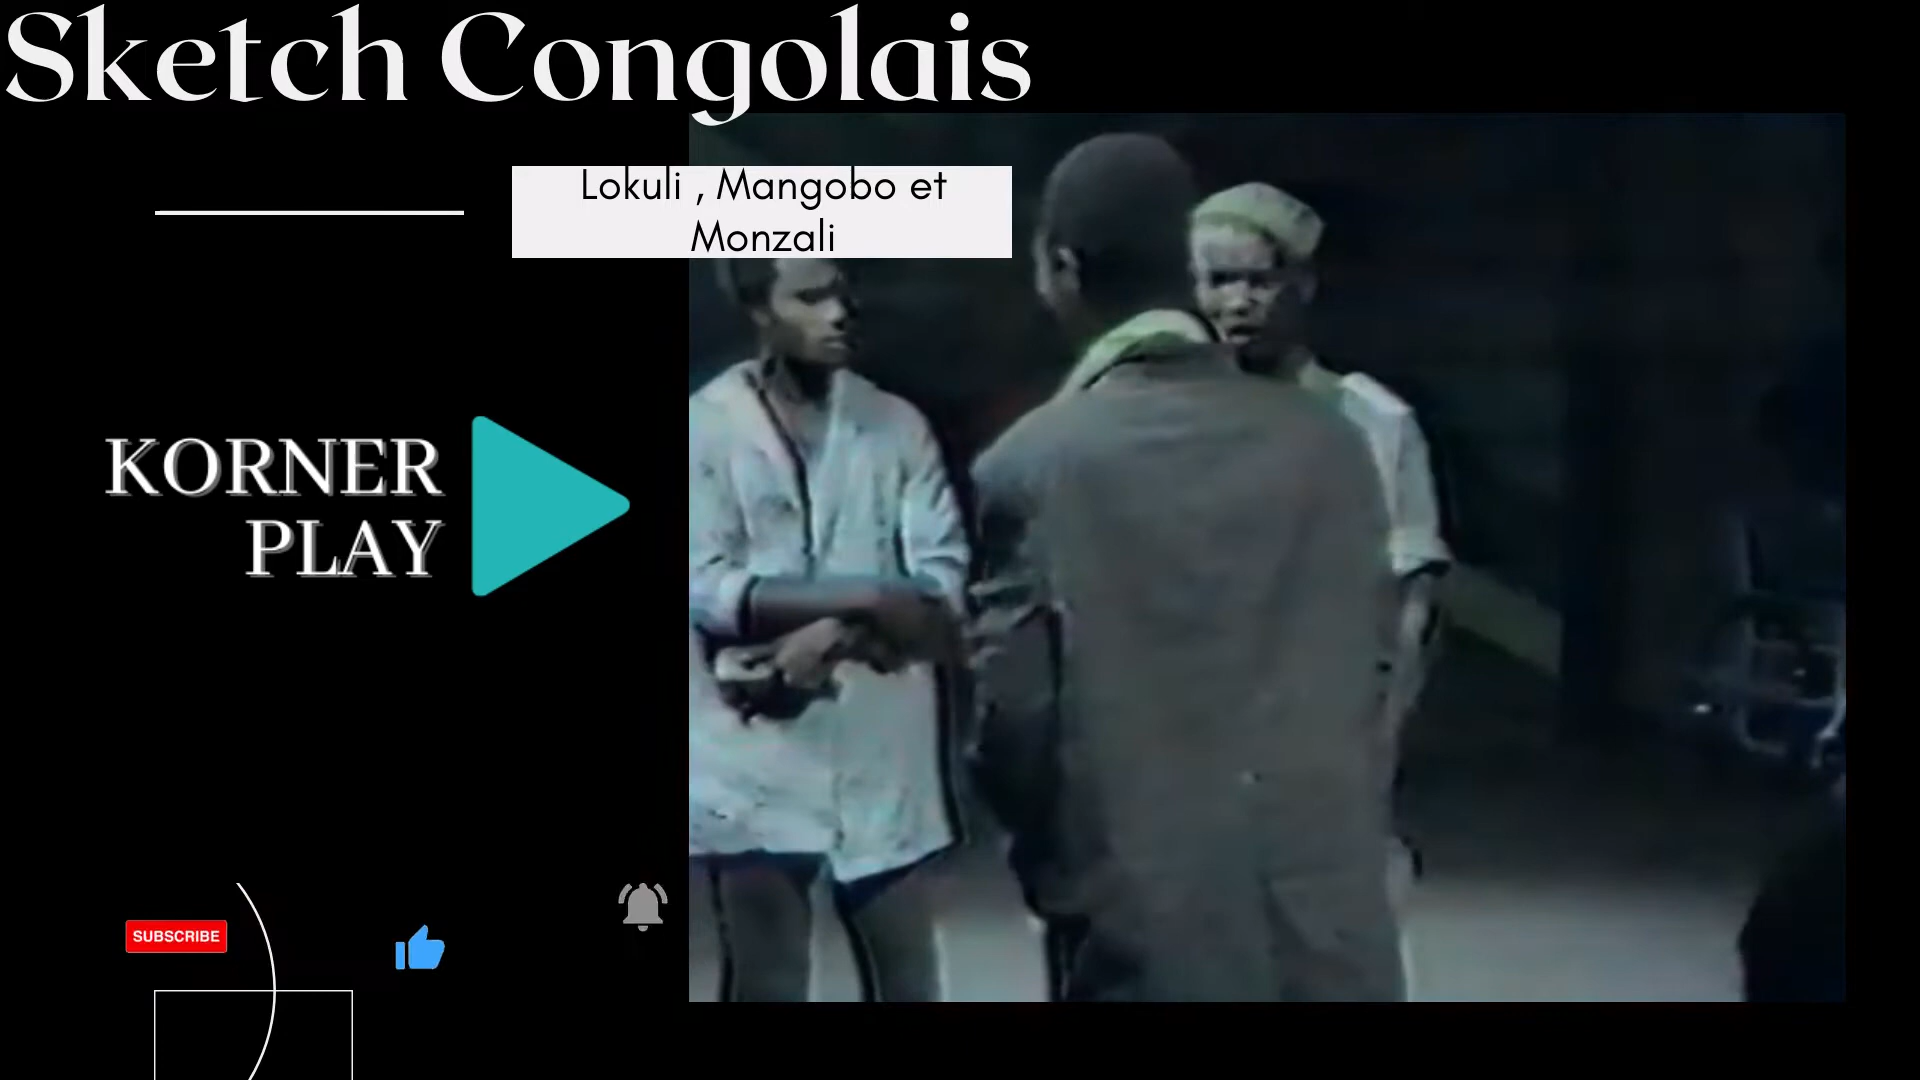 Sketch Congolais
Lokuli , Mangobo et
Monzali
KORNER
PLAY
SUBSCRIBE